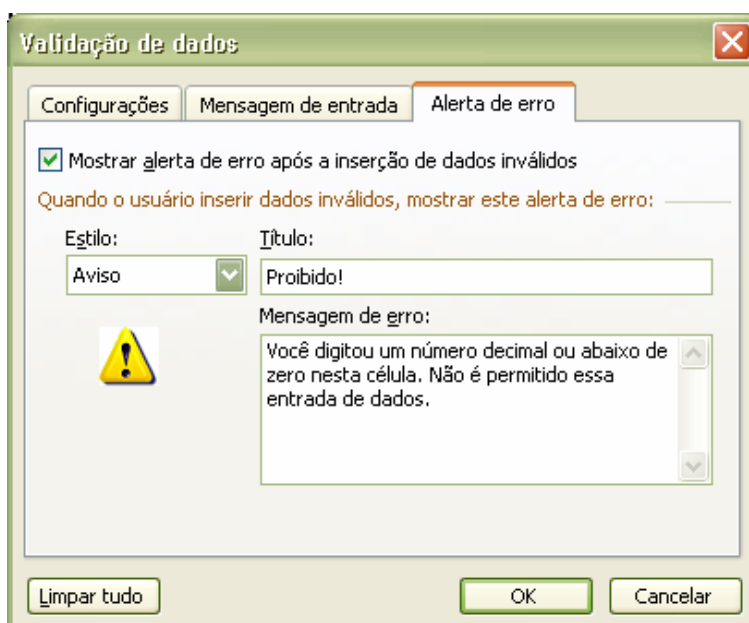 Validação de dados
Configurações Mensagem de entrada Alerta de erro
Mostrar alerta de erro após a inserção de dados inválidos
Quando o usuário inserir dados inválidos, mostrar este alerta de erro:
Estilo: Título:
Aviso Proibido!
Mensagem de erro:
Você digitou um número decimal ou abaixo de
zero nesta célula. Não é permitido essa
entrada de dados.
Limpar tudo OK Cancelar